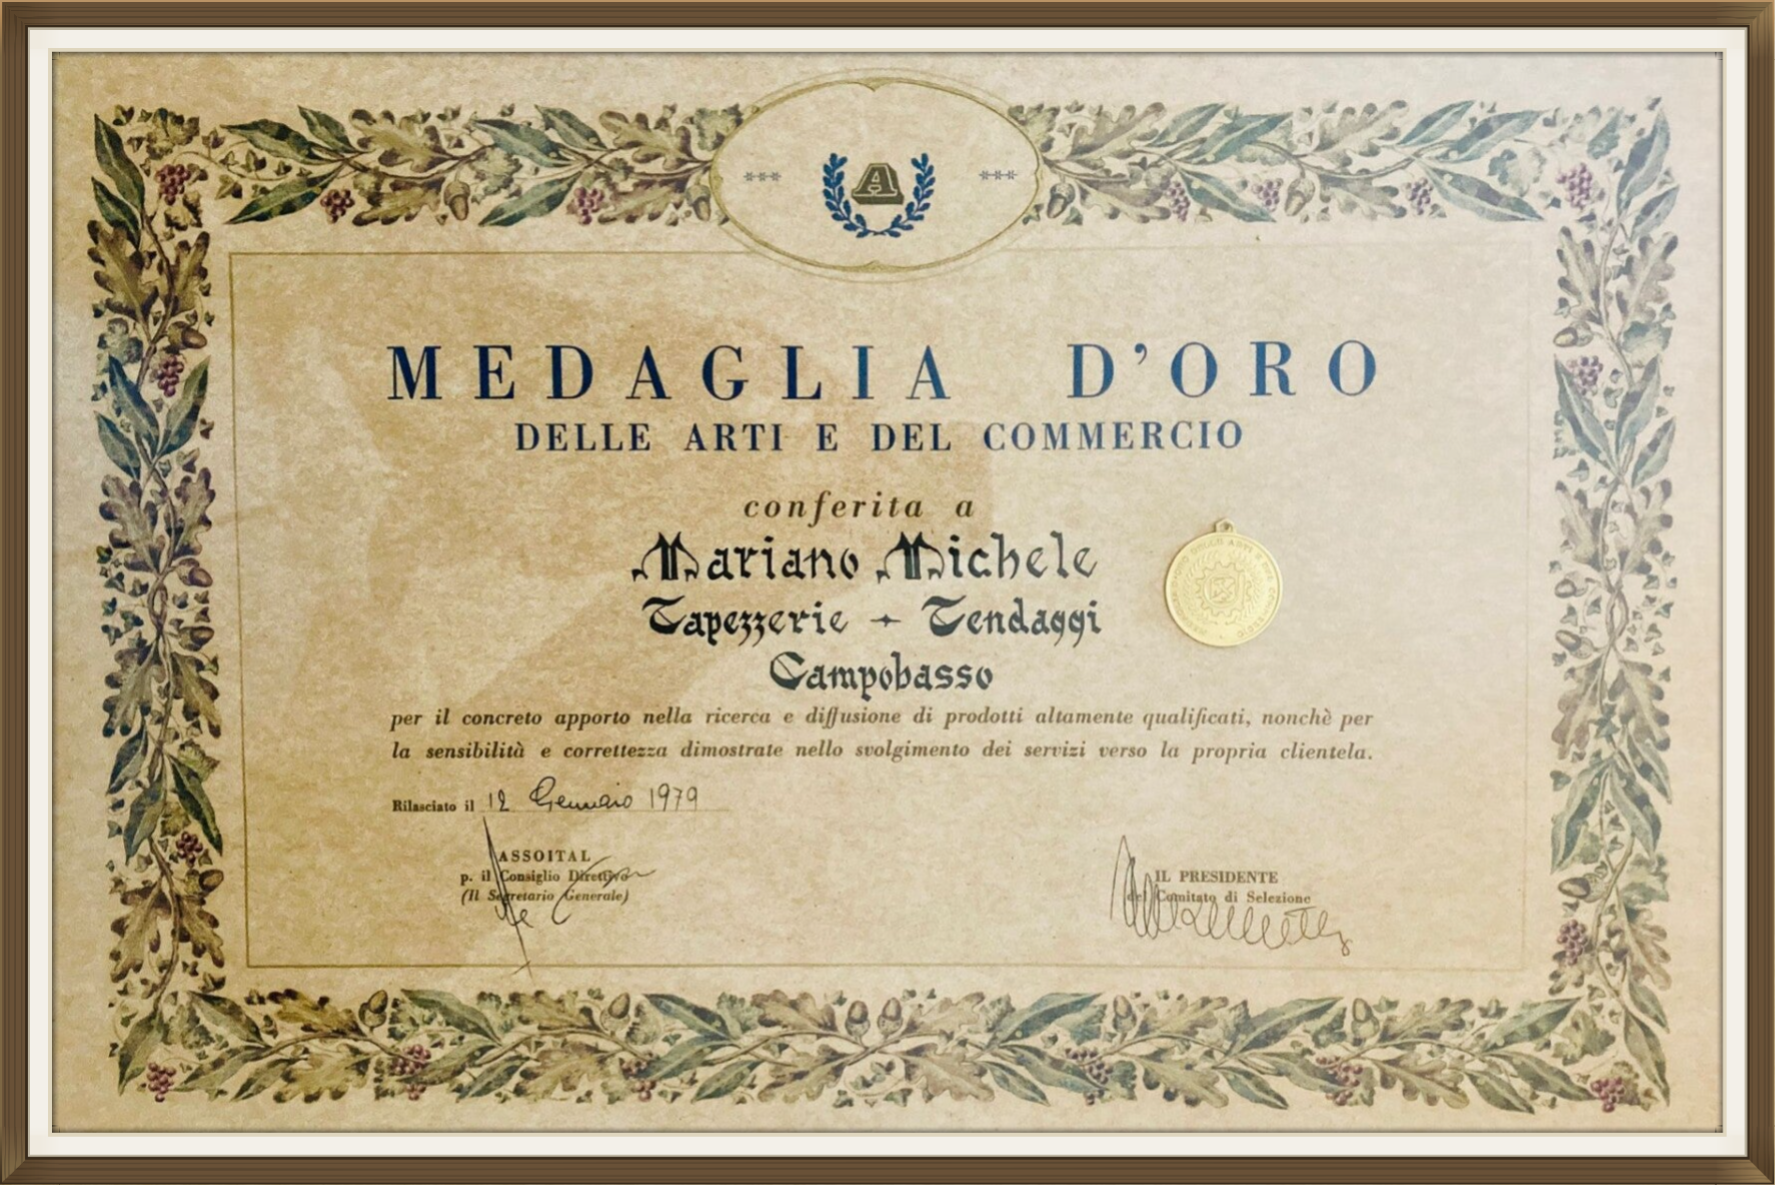 A
MEDAGLIA D'ORO
DELLE ARTI E DEL COMMERCIO
conferita a
Mariano Michele
Tapezzerie - Tendaggi
Campobasso
per il concreto apporto nella ricerca e diffusione di prodotti altamente qualificati, nonchè per
la sensibilità e correttezza dimostrate nello svolgimento dei servizi verso la propria clientela.
Rilasciato il 12 Gennaio 1979
ASSOITAL
p. il Consiglio Direttivo
(Il Segretario Generale)
IL PRESIDENTE
del Comitato di Selezione